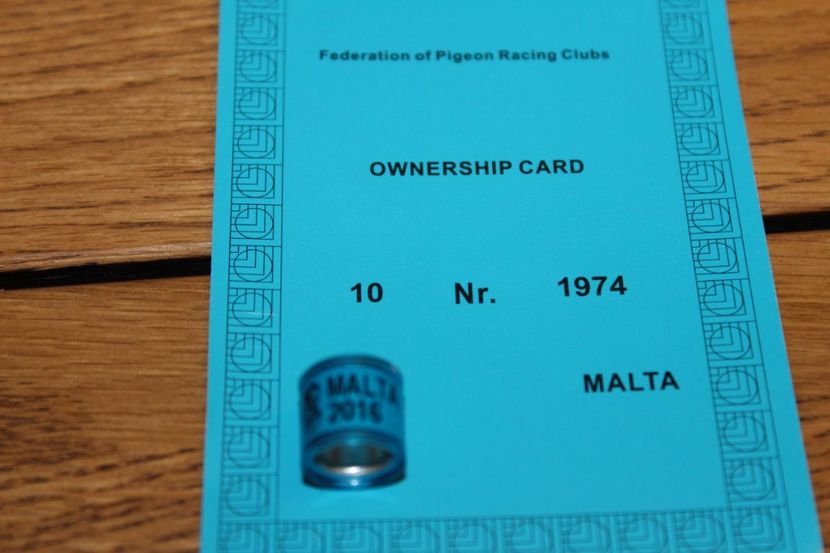 Federation of Pigeon Racing Clubs
OWNERSHIP CARD
10 Nr. 1974
MALTA
MALTA
2016